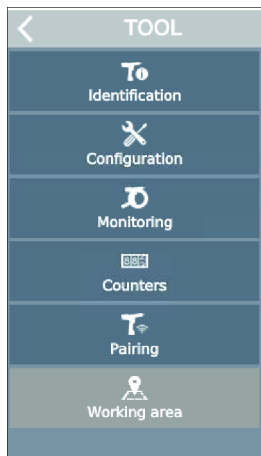 TOOL
Identification
Configuration
Monitoring
Counters
Pairing
Working area